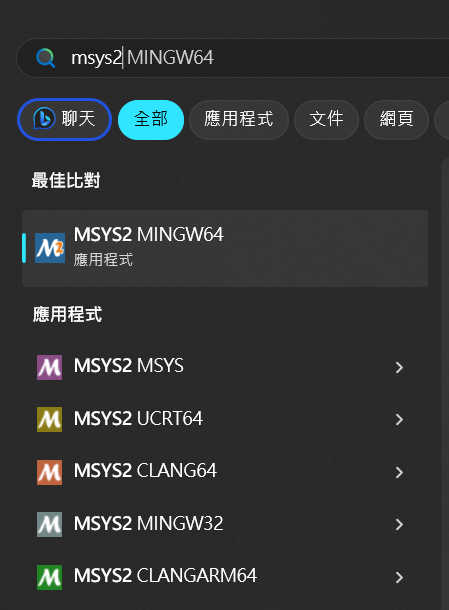 msys2 MINGW64
聊天 全部 應用程式 文件 網頁
最佳比對
MSYS2 MINGW64
應用程式
應用程式
MSYS2 MSYS
MSYS2 UCRT64
MSYS2 CLANG64
MSYS2 MINGW32
MSYS2 CLANGARM64